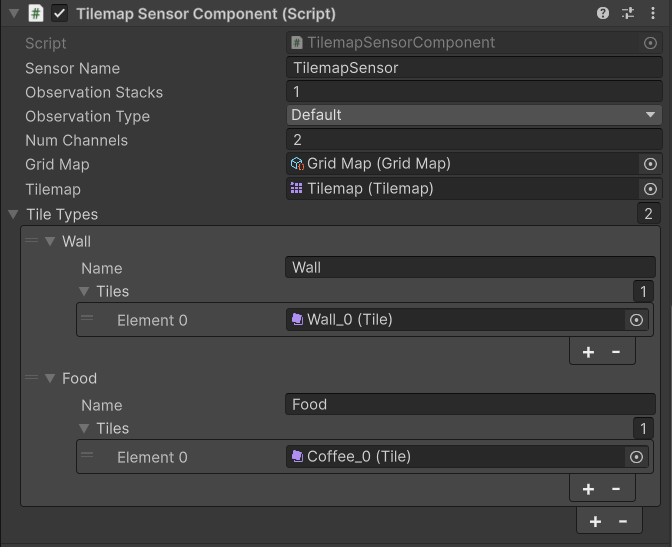 Tilemap Sensor Component (Script)
Script TilemapSensorComponent
Sensor Name TilemapSensor
Observation Stacks 1
Observation Type Default
Num Channels 2
Grid Map Grid Map (Grid Map)
Tilemap Tilemap (Tilemap)
Tile Types 2
Wall
Name Wall
Tiles 1
Element 0 Wall_0 (Tile)
+ -
Food
Name Food
Tiles 1
Element 0 Coffee_0 (Tile)
+ -
+ -